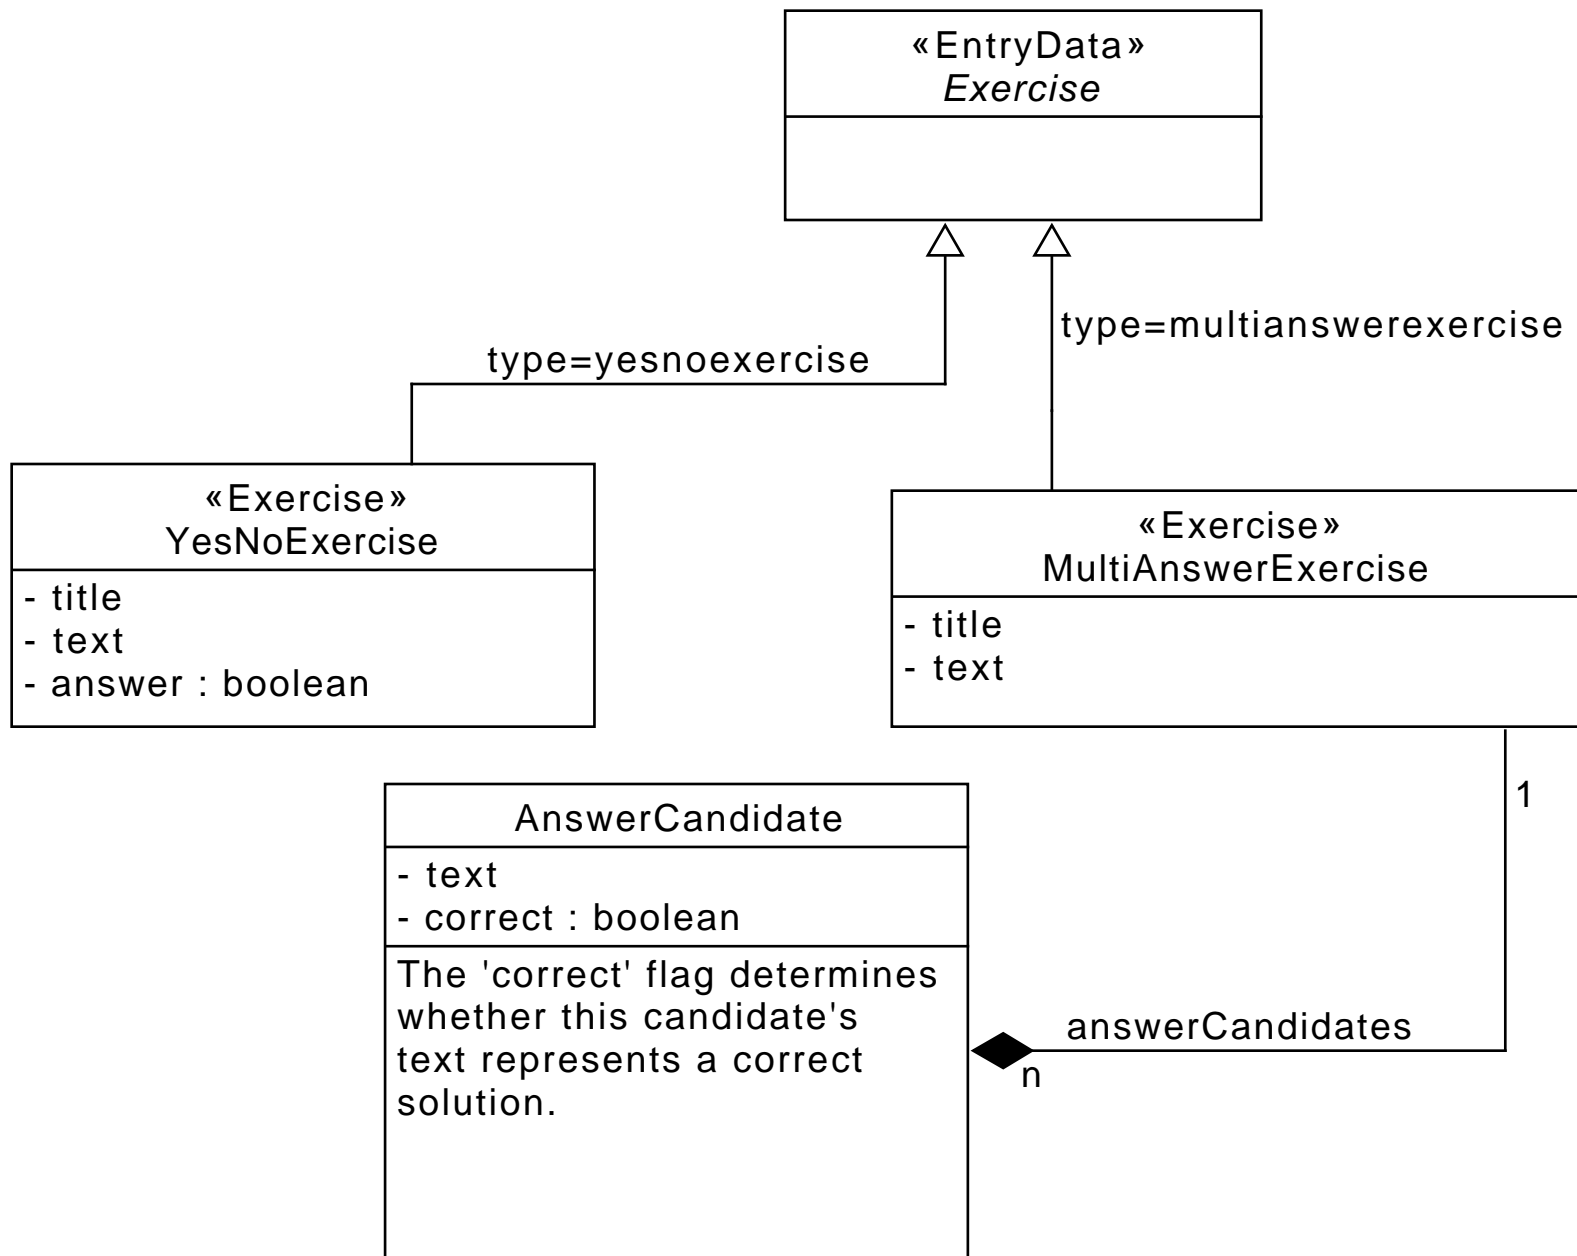 «EntryData»
Exercise
type=multianswerexercise
type=yesnoexercise
«Exercise»
YesNoExercise
- title
- text
- answer : boolean
«Exercise»
MultiAnswerExercise
- title
- text
1
AnswerCandidate
- text
- correct : boolean
The 'correct' flag determines
whether this candidate's
text represents a correct
solution.
answerCandidates
n